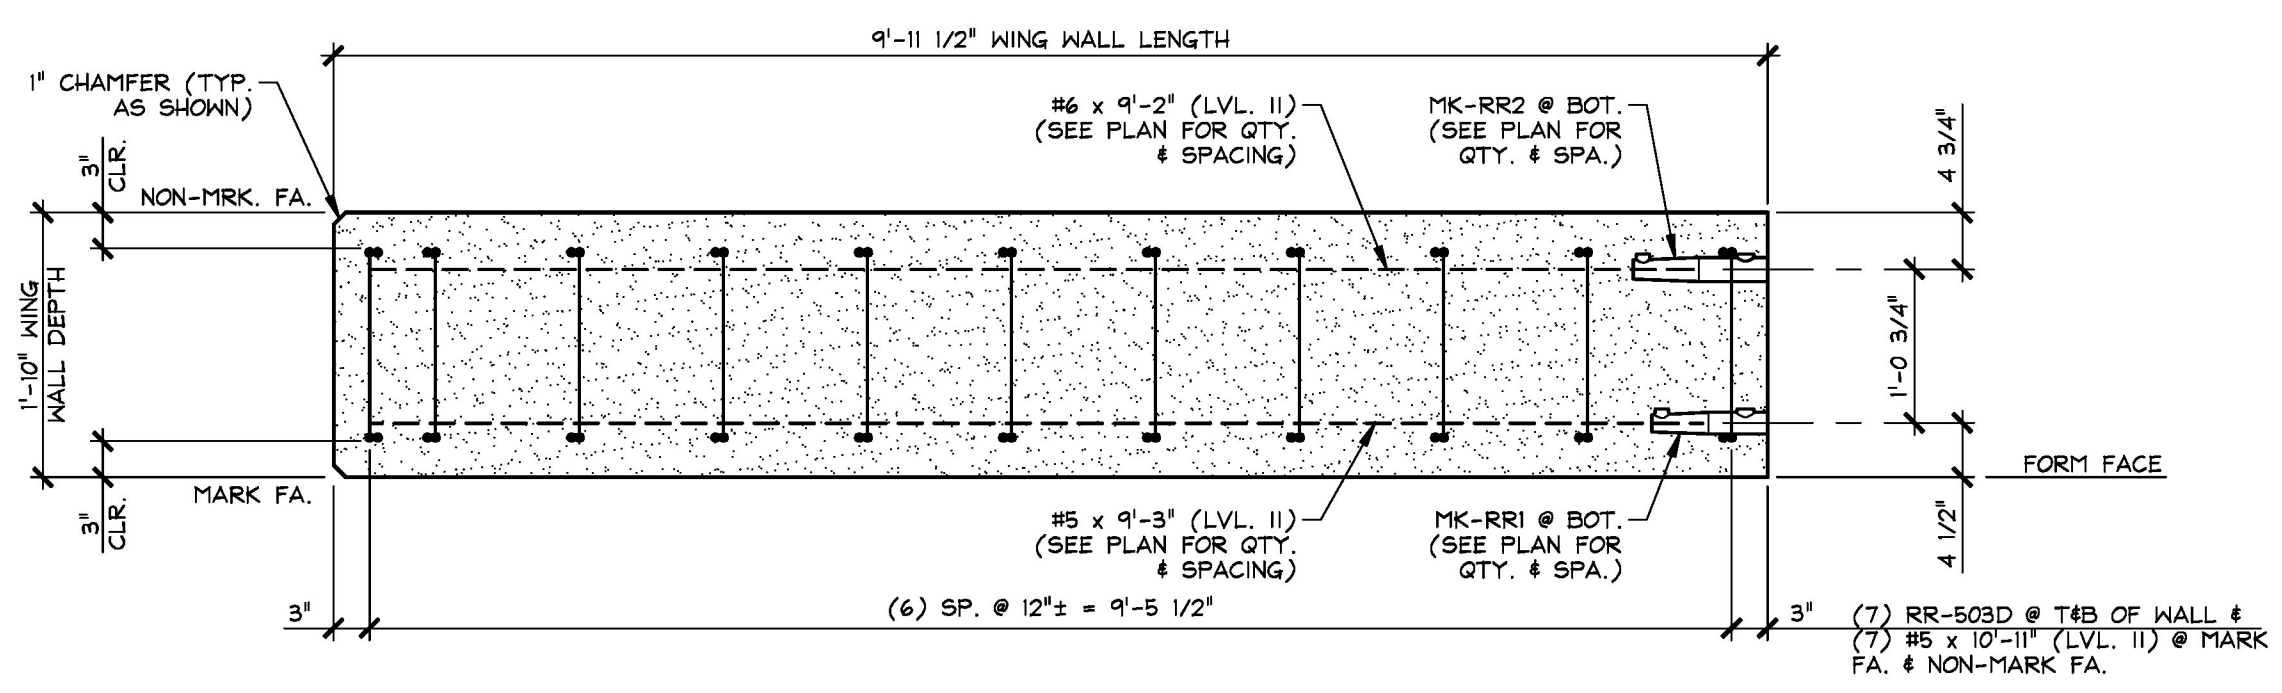 9'-11 1/2" WING WALL LENGTH
1" CHAMFER (TYP.
AS SHOWN)
#6 x 9'-2" (LVL. II)
(SEE PLAN FOR QTY.
& SPACING)
MK-RR2 @ BOT.
(SEE PLAN FOR
QTY. & SPA.)
4 3/4"
3"
CLR.
NON-MRK. FA.
1'-10" WING
WALL DEPTH
1'-0 3/4"
FORM FACE
MARK FA.
3"
CLR.
#5 x 9'-3" (LVL. II)
(SEE PLAN FOR QTY.
& SPACING)
MK-RR1 @ BOT.
(SEE PLAN FOR
QTY. & SPA.)
4 1/2"
3"
(6) SP. @ 12"± = 9'-5 1/2"
3"
(7) RR-503D @ T&B OF WALL &
(7) #5 x 10'-11" (LVL. II) @ MARK
FA. & NON-MARK FA.